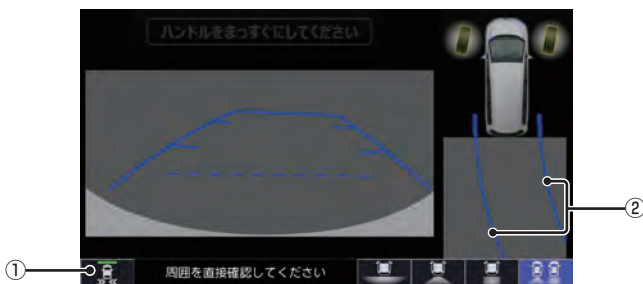 ハンドルをまっすぐにしてください
②
①
周囲を直接確認してください